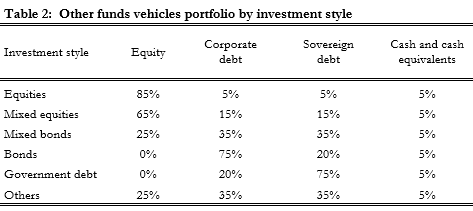 Table 2: Other funds vehicles portfolio by investment style
Investment style Equity Corporate debt Sovereign debt Cash and cash equivalents
Equities 85% 5% 5% 5%
Mixed equities 65% 15% 15% 5%
Mixed bonds 25% 35% 35% 5%
Bonds 0% 75% 20% 5%
Government debt 0% 20% 75% 5%
Others 25% 35% 35% 5%